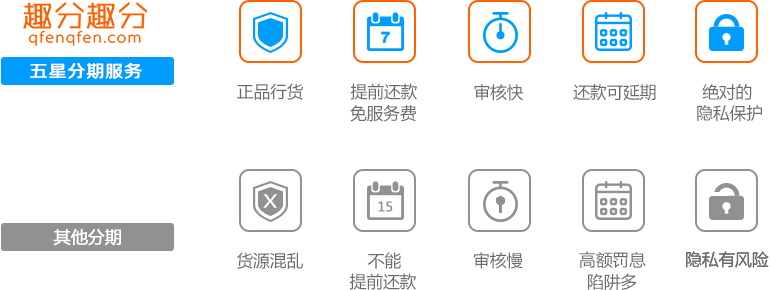 趣分趣分
qfenqfen.com
五星分期服务
7
正品行货
提前还款
免服务费
审核快
还款可延期
绝对的
隐私保护
其他分期
X
15
货源混乱
不能
提前还款
审核慢
高额罚息
陷阱多
隐私有风险